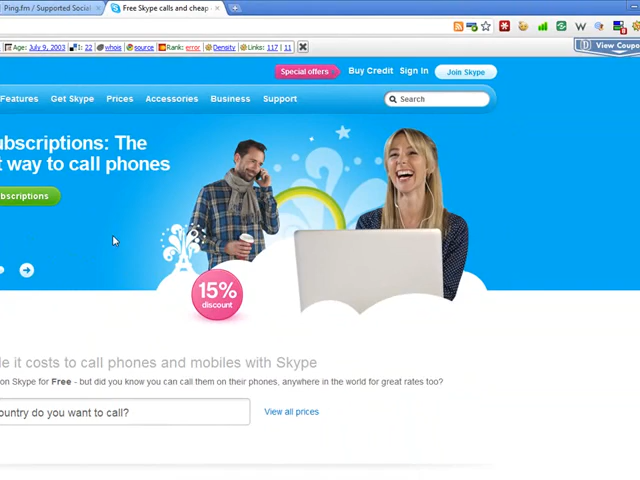 Ping.fm / Supported Social
Free Skype calls and cheap
Age: July 9, 2003 I: 22 whois source Rank: error Density Links: 117 | 11
View Coupo
Special offers Buy Credit Sign In Join Skype
Features Get Skype Prices Accessories Business Support Search
ubscriptions: The
t way to call phones
bscriptions
15%
discount
le it costs to call phones and mobiles with Skype
on Skype for Free - but did you know you can call them on their phones, anywhere in the world for great rates too?
ountry do you want to call? View all prices